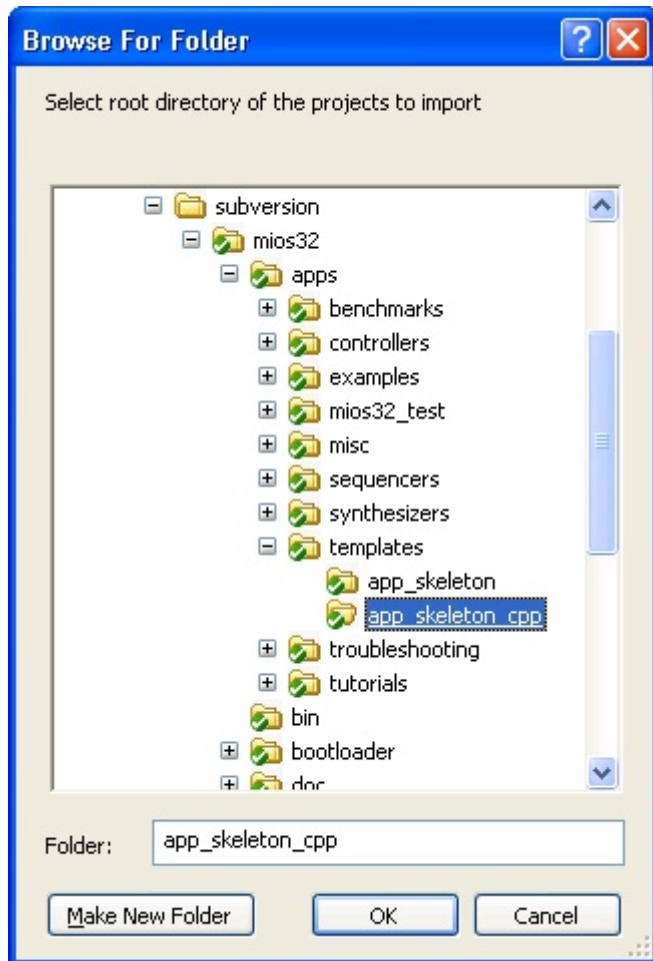 Browse For Folder
Select root directory of the projects to import
subversion
mios32
apps
benchmarks
controllers
examples
mios32_test
misc
sequencers
synthesizers
templates
app_skeleton
app_skeleton_cpp
troubleshooting
tutorials
bin
bootloader
doc
Folder: app_skeleton_cpp
Make New Folder OK Cancel